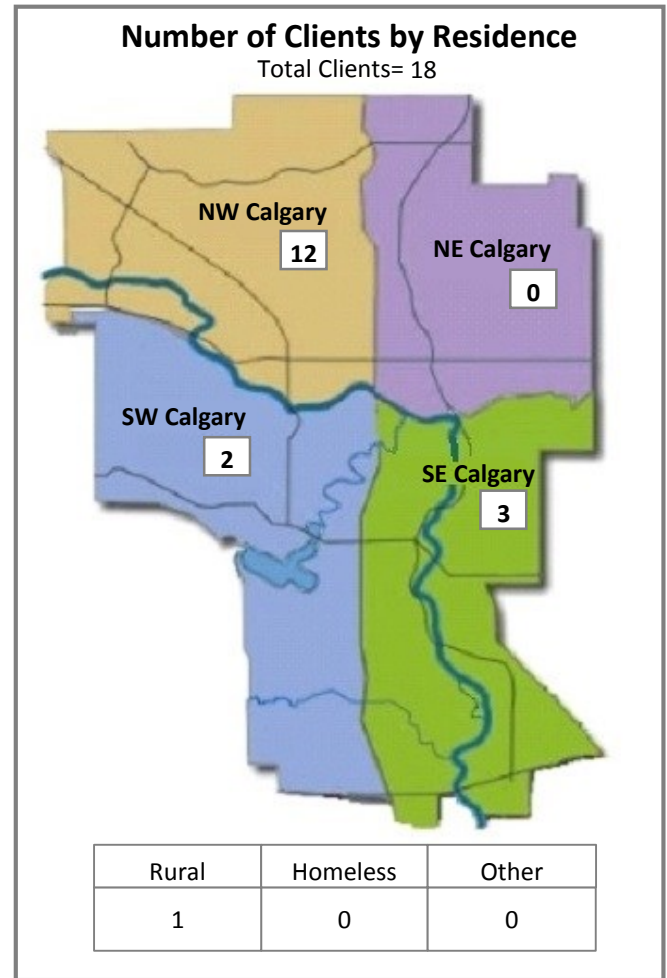 Number of Clients by Residence
Total Clients= 18
NW Calgary
12
NE Calgary
0
SW Calgary
2
SE Calgary
3
Rural Homeless Other
1 0 0